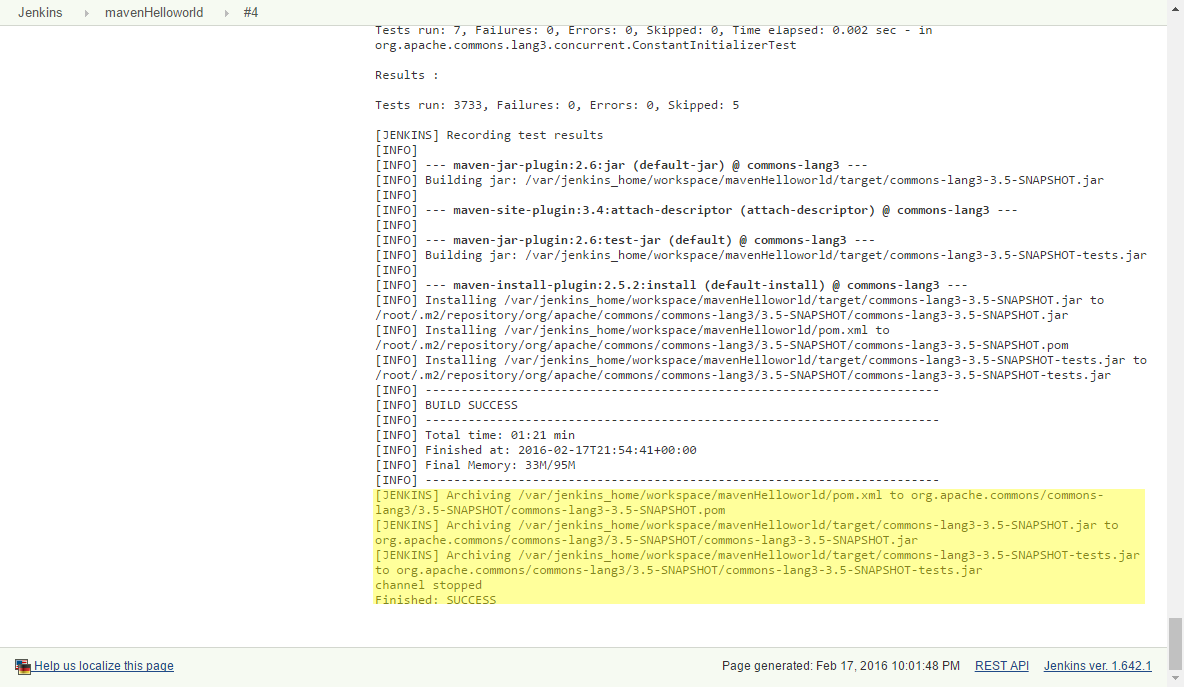 Jenkins mavenHelloworld #4
Tests run: 7, Failures: 0, Errors: 0, Skipped: 0, Time elapsed: 0.002 sec - in
org.apache.commons.lang3.concurrent.ConstantInitializerTest
Results :
Tests run: 3733, Failures: 0, Errors: 0, Skipped: 5
[JENKINS] Recording test results
[INFO]
[INFO] --- maven-jar-plugin:2.6:jar (default-jar) @ commons-lang3 ---
[INFO] Building jar: /var/jenkins_home/workspace/mavenHelloworld/target/commons-lang3-3.5-SNAPSHOT.jar
[INFO]
[INFO] --- maven-site-plugin:3.4:attach-descriptor (attach-descriptor) @ commons-lang3 ---
[INFO]
[INFO] --- maven-jar-plugin:2.6:test-jar (default) @ commons-lang3 ---
[INFO] Building jar: /var/jenkins_home/workspace/mavenHelloworld/target/commons-lang3-3.5-SNAPSHOT-tests.jar
[INFO]
[INFO] --- maven-install-plugin:2.5.2:install (default-install) @ commons-lang3 ---
[INFO] Installing /var/jenkins_home/workspace/mavenHelloworld/target/commons-lang3-3.5-SNAPSHOT.jar to
/root/.m2/repository/org/apache/commons/commons-lang3/3.5-SNAPSHOT/commons-lang3-3.5-SNAPSHOT.jar
[INFO] Installing /var/jenkins_home/workspace/mavenHelloworld/pom.xml to
/root/.m2/repository/org/apache/commons/commons-lang3/3.5-SNAPSHOT/commons-lang3-3.5-SNAPSHOT.pom
[INFO] Installing /var/jenkins_home/workspace/mavenHelloworld/target/commons-lang3-3.5-SNAPSHOT-tests.jar to
/root/.m2/repository/org/apache/commons/commons-lang3/3.5-SNAPSHOT/commons-lang3-3.5-SNAPSHOT-tests.jar
[INFO] ------------------------------------------------------------------------
[INFO] BUILD SUCCESS
[INFO] ------------------------------------------------------------------------
[INFO] Total time: 01:21 min
[INFO] Finished at: 2016-02-17T21:54:41+00:00
[INFO] Final Memory: 33M/95M
[INFO] ------------------------------------------------------------------------
[JENKINS] Archiving /var/jenkins_home/workspace/mavenHelloworld/pom.xml to org.apache.commons/commons-
lang3/3.5-SNAPSHOT/commons-lang3-3.5-SNAPSHOT.pom
[JENKINS] Archiving /var/jenkins_home/workspace/mavenHelloworld/target/commons-lang3-3.5-SNAPSHOT.jar to
org.apache.commons/commons-lang3/3.5-SNAPSHOT/commons-lang3-3.5-SNAPSHOT.jar
[JENKINS] Archiving /var/jenkins_home/workspace/mavenHelloworld/target/commons-lang3-3.5-SNAPSHOT-tests.jar
to org.apache.commons/commons-lang3/3.5-SNAPSHOT/commons-lang3-3.5-SNAPSHOT-tests.jar
channel stopped
Finished: SUCCESS
Help us localize this page Page generated: Feb 17, 2016 10:01:48 PM REST API Jenkins ver. 1.642.1